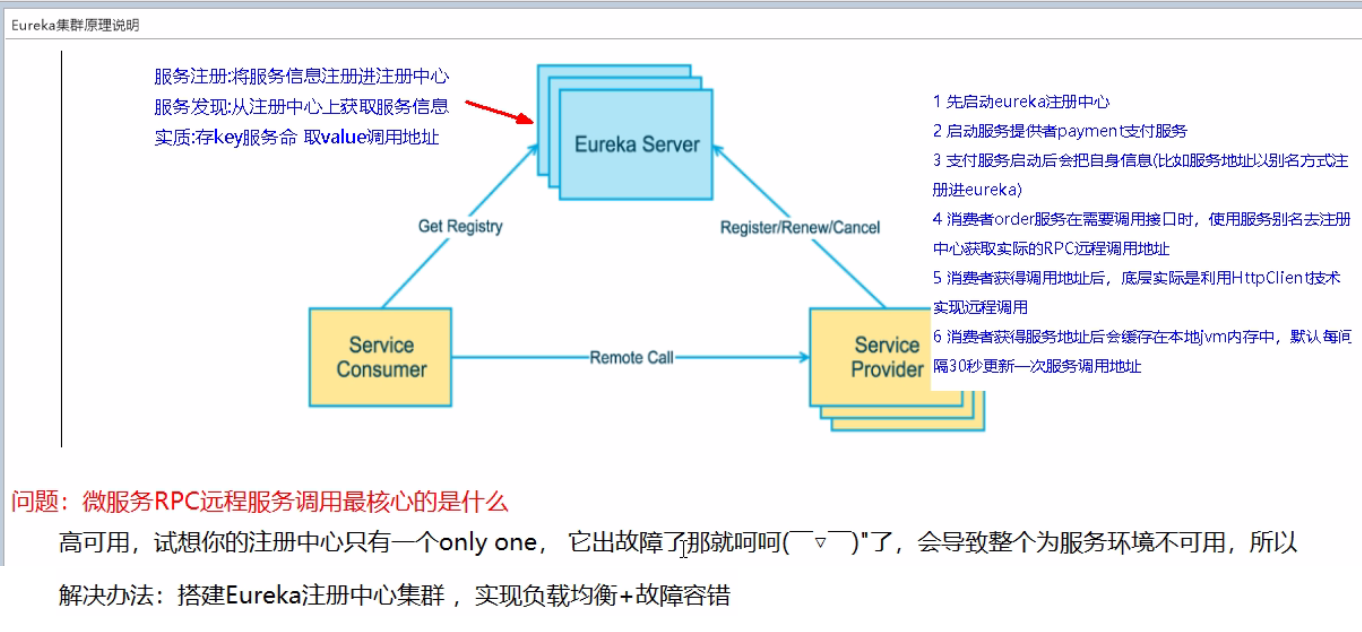 Eureka集群原理说明
服务注册:将服务信息注册进注册中心
服务发现:从注册中心上获取服务信息
实质:存key服务命 取value调用地址
Eureka Server
Get Registry
Register/Renew/Cancel
Service
Consumer
Remote Call
Service
Provider
1 先启动eureka注册中心
2 启动服务提供者payment支付服务
3 支付服务启动后会把自身信息(比如服务地址以别名方式注
册进eureka)
4 消费者order服务在需要调用接口时，使用服务别名去注册
中心获取实际的RPC远程调用地址
5 消费者获得调用地址后，底层实际是利用HttpClient技术
实现远程调用
6 消费者获得服务地址后会缓存在本地jvm内存中，默认每间
隔30秒更新一次服务调用地址
问题：微服务RPC远程服务调用最核心的是什么
高可用，试想你的注册中心只有一个only one， 它出故障了那就呵呵(￣▽￣)"了，会导致整个为服务环境不可用，所以
解决办法：搭建Eureka注册中心集群 ，实现负载均衡+故障容错